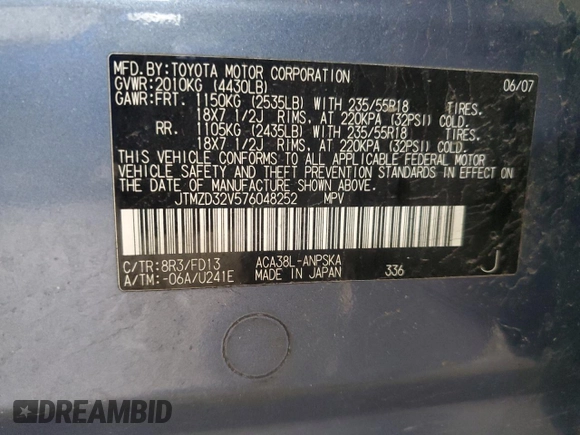 MFD.BY:TOYOTA MOTOR CORPORATION 06/07
GVWR:2010KG (4430LB)
GAWR:FRT. 1150KG (2535LB) WITH 235/55R18 TIRES.
18X7 1/2J RIMS. AT 220KPA (32PSI) COLD.
RR. 1105KG (2435LB) WITH 235/55R18 TIRES.
18X7 1/2J RIMS. AT 220KPA (32PSI) COLD.
THIS VEHICLE CONFORMS TO ALL APPLICABLE FEDERAL MOTOR
VEHICLE SAFETY AND THEFT PREVENTION STANDARDS IN EFFECT ON
THE DATE OF MANUFACTURE SHOWN ABOVE.
JTMZD32V576048252 MPV
C/TR:8R3/FD13 ACA38L-ANPSKA
A/TM:-06A/U241E MADE IN JAPAN 336 J
DREAMBID